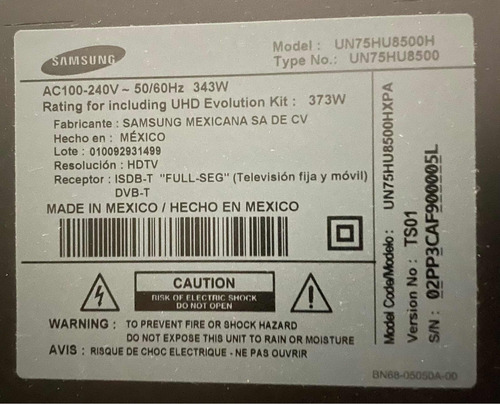 SAMSUNG
Model : UN75HU8500H
Type No.: UN75HU8500
AC100-240V ~ 50/60Hz 343W
Rating for including UHD Evolution Kit : 373W
Fabricante : SAMSUNG MEXICANA SA DE CV
Hecho en : MÉXICO
Lote : 010092931499
Resolución : HDTV
Receptor : ISDB-T "FULL-SEG" (Televisión fija y móvil)
DVB-T
MADE IN MEXICO / HECHO EN MEXICO
CAUTION
RISK OF ELECTRIC SHOCK
DO NOT OPEN
WARNING : TO PREVENT FIRE OR SHOCK HAZARD
DO NOT EXPOSE THIS TV UNIT TO RAIN OR MOISTURE
AVIS : RISQUE DE CHOC ELECTRIQUE - NE PAS OUVRIR
Model Code/Modelo : UN75HU8500HXPA
Version No : TS01
S/N : 02PP3CAF900005L
BN68-05050A-00